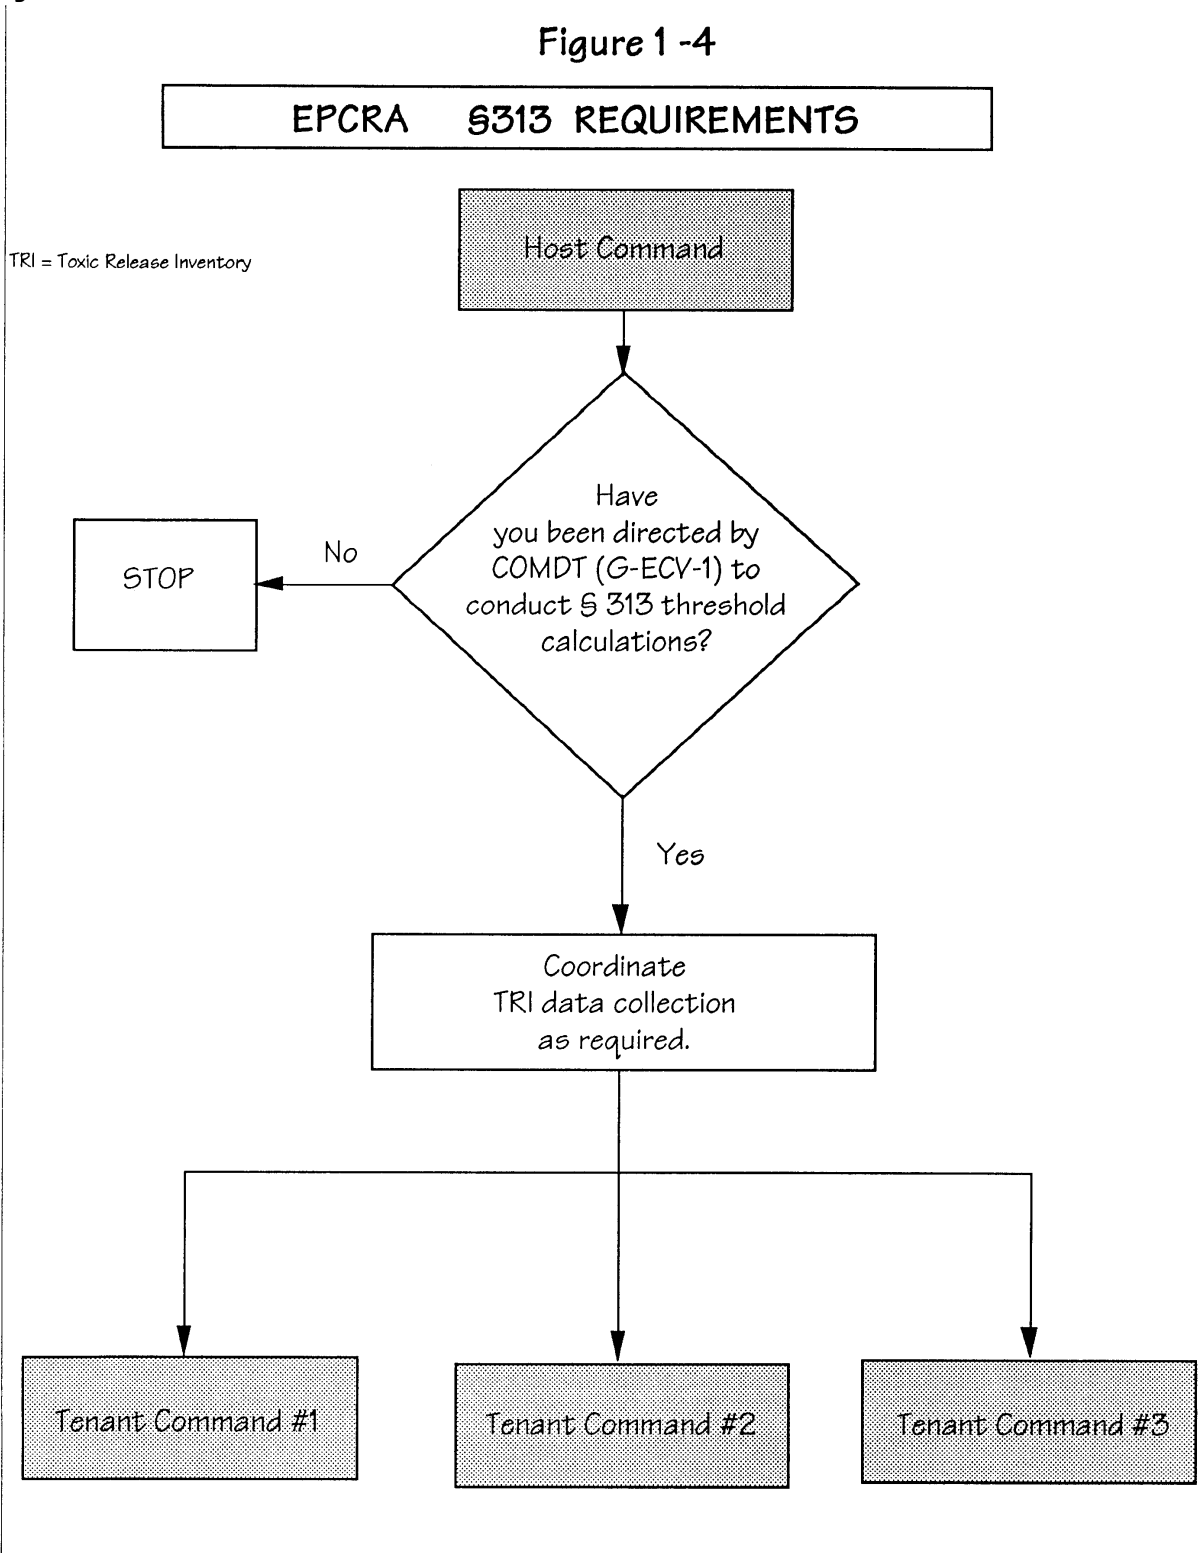 Figure 1 -4
EPCRA §313 REQUIREMENTS
Host Command
TRI = Toxic Release Inventory
Have
you been directed by
COMDT (G-ECV-1) to
conduct § 313 threshold
calculations?
No
STOP
Yes
Coordinate
TRI data collection
as required.
Tenant Command #1
Tenant Command #2
Tenant Command #3